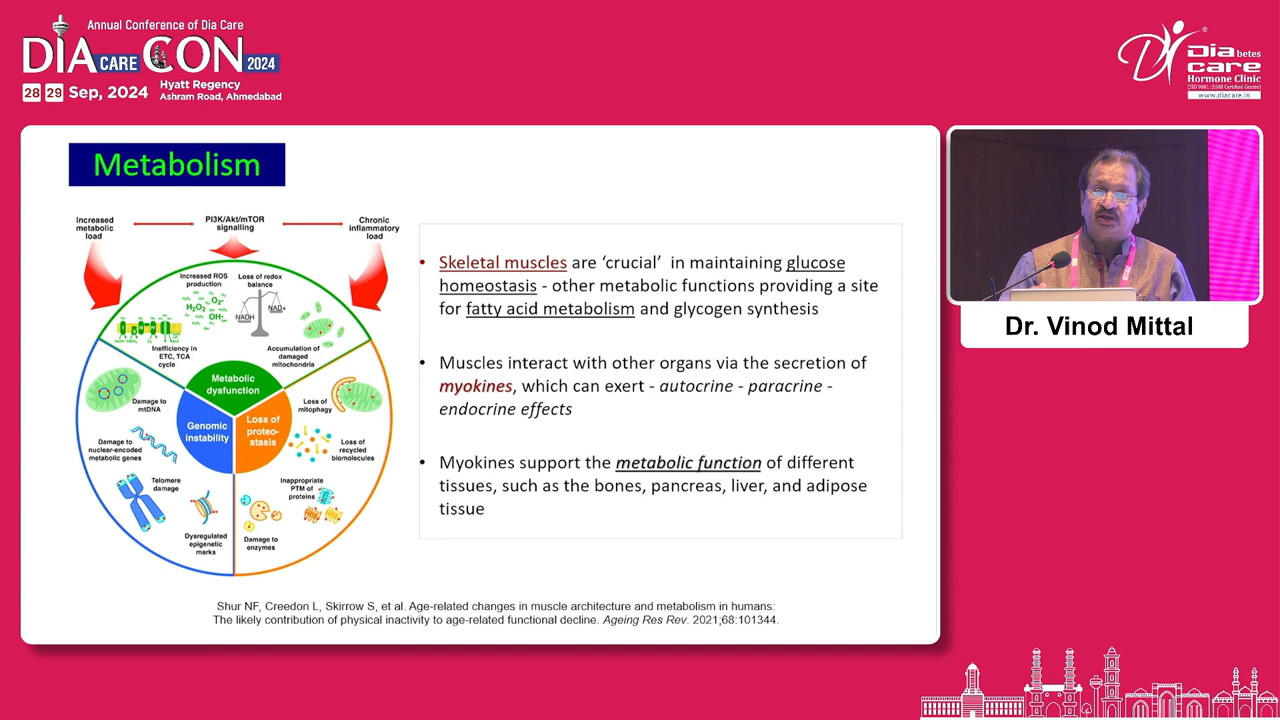 Annual Conference of Dia Care
DIA CARE CON 2024
28 29 Sep, 2024
Hyatt Regency
Ashram Road, Ahmedabad
Diabetes
care
Hormone Clinic
www.diacare.in
Metabolism
Increased
metabolic
load
PI3K/Akt/mTOR
signalling
Chronic
inflammatory
load
Increased ROS
production
Loss of redox
balance
H2O2
O2-
OH-
NADH
NAD+
Inefficiency in
ETC, TCA
cycle
Accumulation of
damaged
mitochondria
Metabolic
dysfunction
Genomic
instability
Loss of
proteo-
stasis
Damage to
mtDNA
Damage to
nuclear-encoded
metabolic genes
Telomere
damage
Dysregulated
epigenetic
marks
Loss of
mitophagy
Loss of
recycled
biomolecules
Inappropriate
PTM of
proteins
Damage to
enzymes
• Skeletal muscles are ‘crucial’ in maintaining glucose
homeostasis - other metabolic functions providing a site
for fatty acid metabolism and glycogen synthesis
• Muscles interact with other organs via the secretion of
myokines, which can exert - autocrine - paracrine -
endocrine effects
• Myokines support the metabolic function of different
tissues, such as the bones, pancreas, liver, and adipose
tissue
Shur NF, Creedon L, Skirrow S, et al. Age-related changes in muscle architecture and metabolism in humans:
The likely contribution of physical inactivity to age-related functional decline. Ageing Res Rev. 2021;68:101344.
Dr. Vinod Mittal